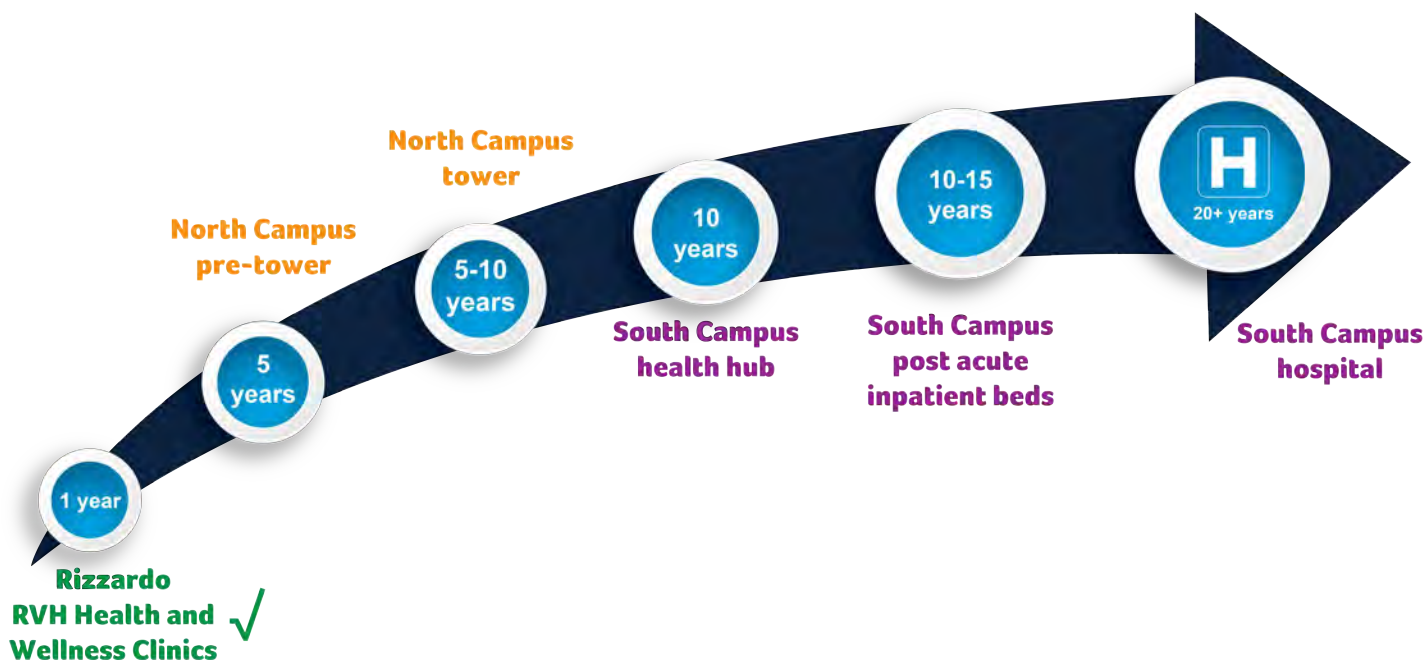 1 year
Rizzardo
RVH Health and
Wellness Clinics
5
years
North Campus
pre-tower
5-10
years
North Campus
tower
10
years
South Campus
health hub
10-15
years
South Campus
post acute
inpatient beds
H
20+ years
South Campus
hospital